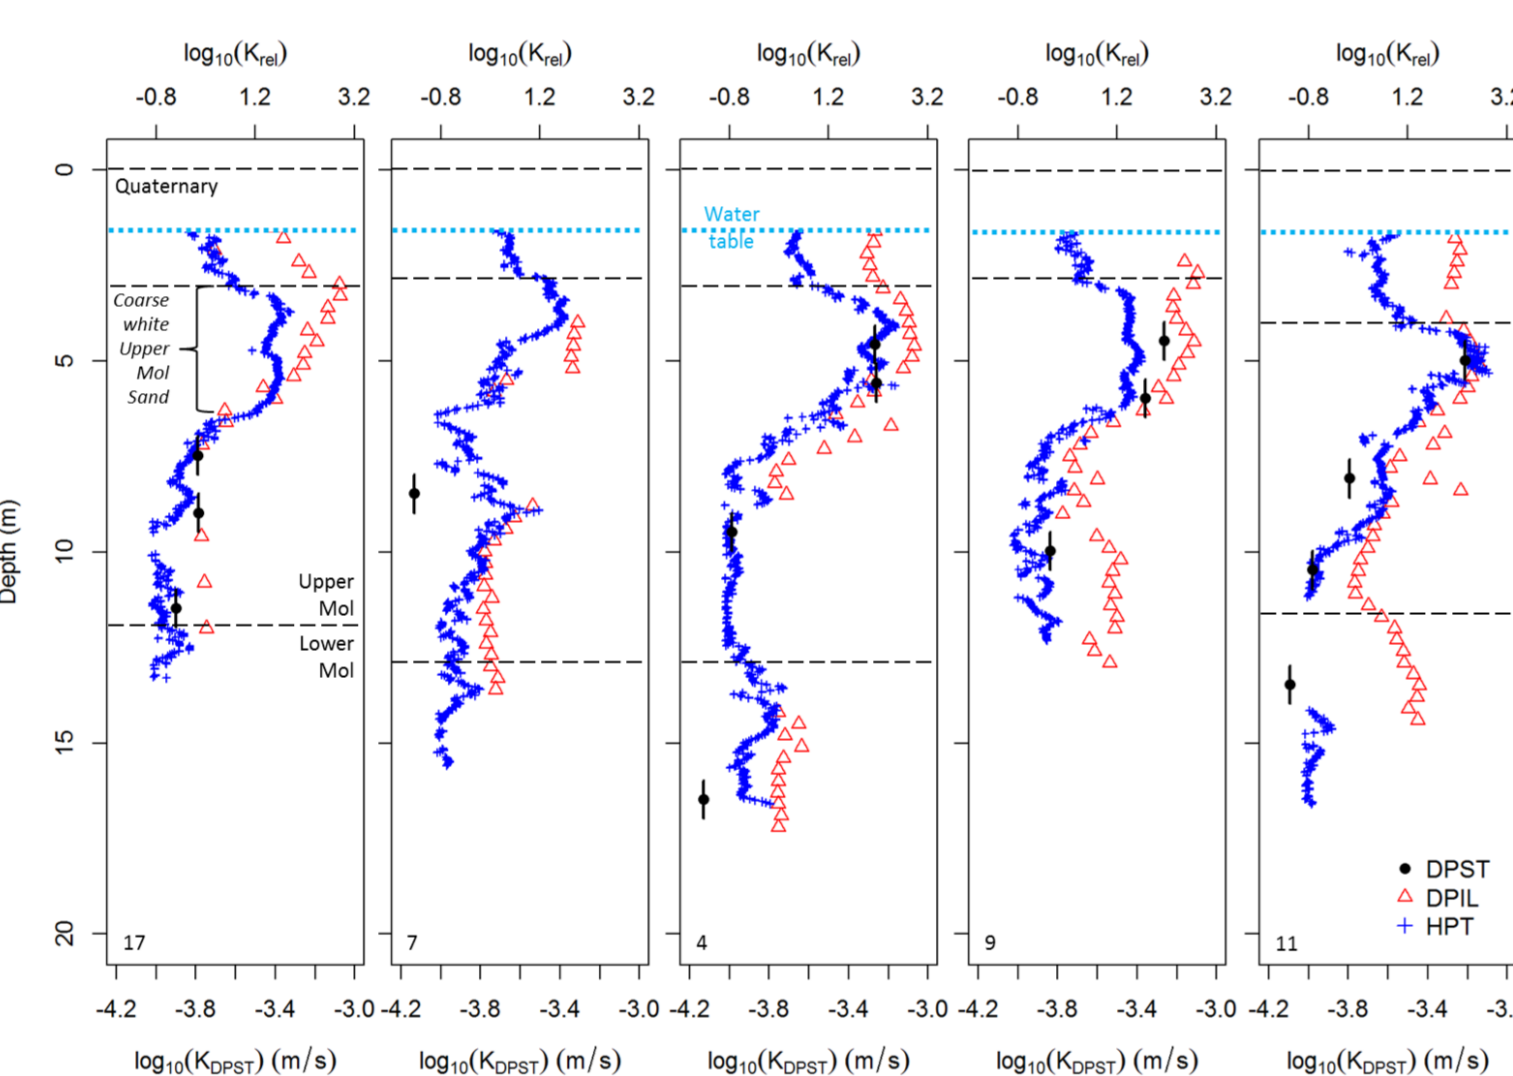 log10(Krel) log10(Krel) log10(Krel) log10(Krel) log10(Krel)
-0.8 1.2 3.2 -0.8 1.2 3.2 -0.8 1.2 3.2 -0.8 1.2 3.2 -0.8 1.2 3.2
0
Quaternary
Water
table
Coarse
white
Upper
Mol
Sand
5
10
Depth (m)
Upper
Mol
Lower
Mol
15
DPST
DPIL
HPT
20
17 7 4 9 11
-4.2 -3.8 -3.4 -3.0 -4.2 -3.8 -3.4 -3.0 -4.2 -3.8 -3.4 -3.0 -4.2 -3.8 -3.4 -3.0 -4.2 -3.8 -3.4 -3.
log10(KDPST) (m/s) log10(KDPST) (m/s) log10(KDPST) (m/s) log10(KDPST) (m/s) log10(KDPST) (m/s)